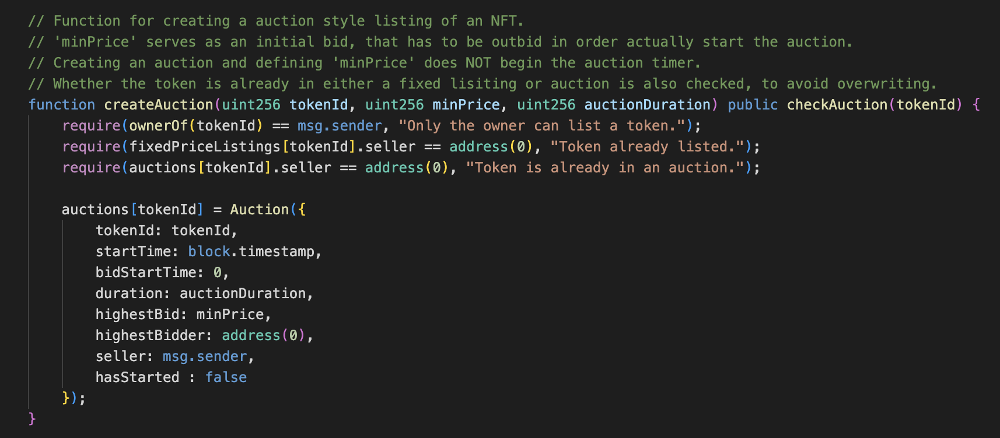 // Function for creating a auction style listing of an NFT.
// 'minPrice' serves as an initial bid, that has to be outbid in order actually start the auction.
// Creating an auction and defining 'minPrice' does NOT begin the auction timer.
// Whether the token is already in either a fixed lisiting or auction is also checked, to avoid overwriting.
function createAuction(uint256 tokenId, uint256 minPrice, uint256 auctionDuration) public checkAuction(tokenId) {
    require(ownerOf(tokenId) == msg.sender, "Only the owner can list a token.");
    require(fixedPriceListings[tokenId].seller == address(0), "Token already listed.");
    require(auctions[tokenId].seller == address(0), "Token is already in an auction.");

    auctions[tokenId] = Auction({
        tokenId: tokenId,
        startTime: block.timestamp,
        bidStartTime: 0,
        duration: auctionDuration,
        highestBid: minPrice,
        highestBidder: address(0),
        seller: msg.sender,
        hasStarted : false
    });
}